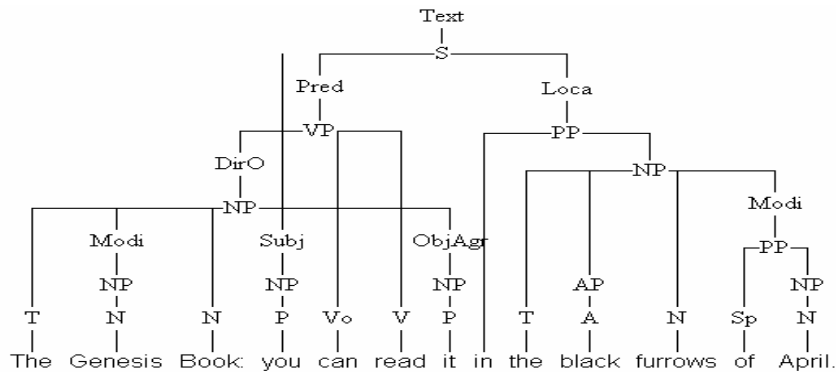 Text
S
Pred Loca
VP PP
DirO NP
NP Modi
Modi Subj ObjAgr PP
NP NP NP AP NP
T N N P Vo V P T A N Sp N
The Genesis Book: you can read it in the black furrows of April.